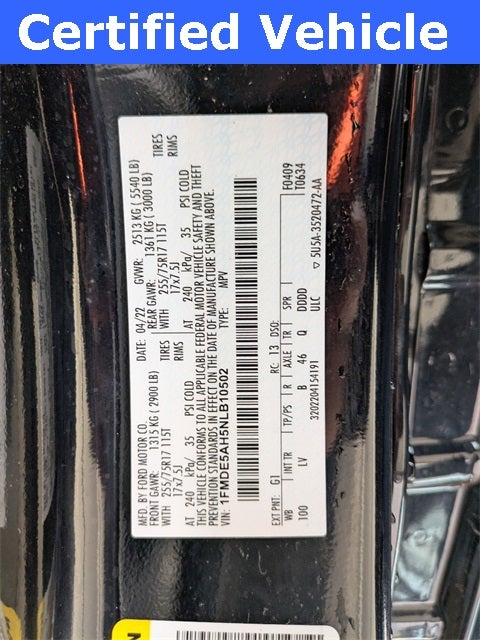 Certified Vehicle
MFD. BY FORD MOTOR CO.
DATE: 04/22 GVWR: 2513 KG ( 5540 LB)
FRONT GAWR: 1315 KG ( 2900 LB) REAR GAWR: 1361 KG ( 3000 LB)
WITH 255/75R17 115T TIRES WITH 255/75R17 115T TIRES
17x7.5J RIMS 17x7.5J RIMS
AT 240 kPa/ 35 PSI COLD AT 240 kPa/ 35 PSI COLD
THIS VEHICLE CONFORMS TO ALL APPLICABLE FEDERAL MOTOR VEHICLE SAFETY AND THEFT
PREVENTION STANDARDS IN EFFECT ON THE DATE OF MANUFACTURE SHOWN ABOVE.
VIN: 1FMDE5AH5NLB10502 TYPE: MPV
F0409
T0634
EXT PNT: G1 RC: 13 DSO:
WB INT TR TP/PS R AXLE TR SPR
100 LV B 46 Q DDDD
3202204154191 ULC
5U5A-3520472-AA
N